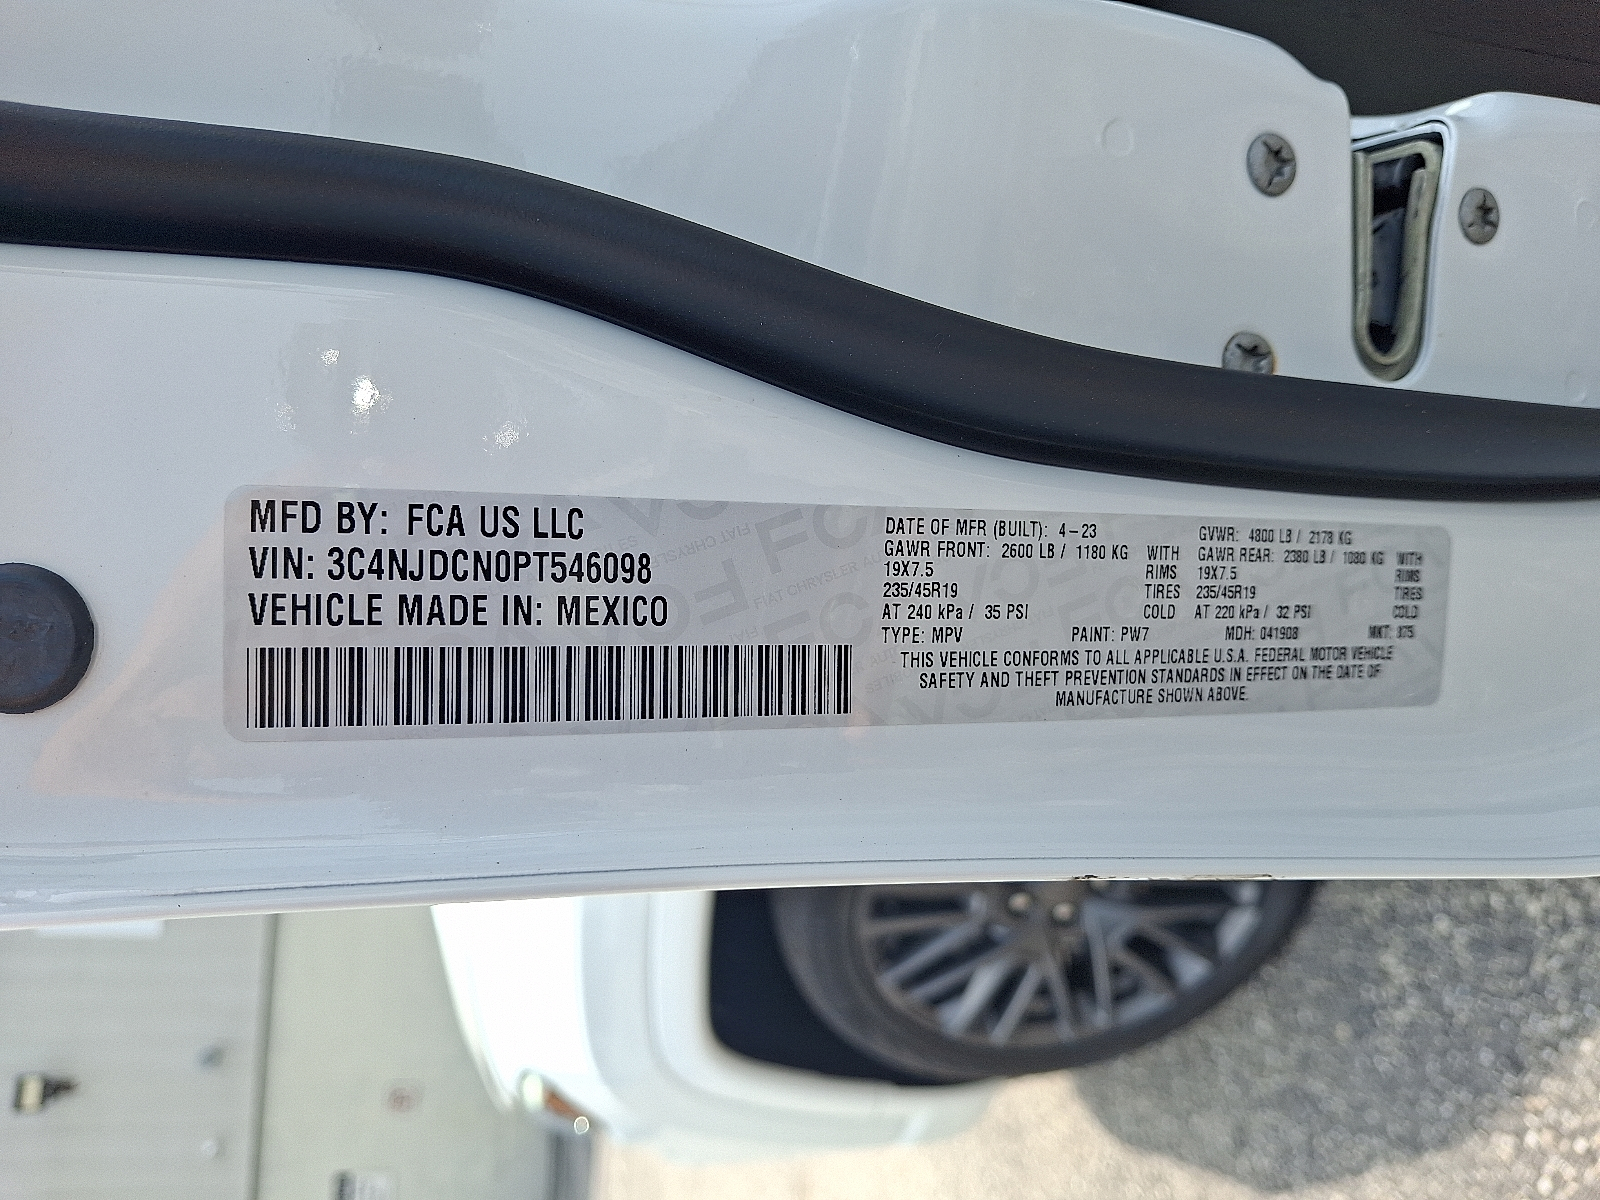 MFD BY: FCA US LLC
VIN: 3C4NJDCN0PT546098
VEHICLE MADE IN: MEXICO
DATE OF MFR (BUILT): 4-23 GVWR: 4800 LB / 2178 KG
GAWR FRONT: 2600 LB / 1180 KG WITH GAWR REAR: 2380 LB / 1080 KG WITH
19X7.5 RIMS 19X7.5 RIMS
235/45R19 TIRES 235/45R19 TIRES
AT 240 kPa / 35 PSI COLD AT 220 kPa / 32 PSI COLD
TYPE: MPV PAINT: PW7 MDH: 041908 MKT:
THIS VEHICLE CONFORMS TO ALL APPLICABLE U.S.A. FEDERAL MOTOR VEHICLE
SAFETY AND THEFT PREVENTION STANDARDS IN EFFECT ON THE DATE OF
MANUFACTURE SHOWN ABOVE.